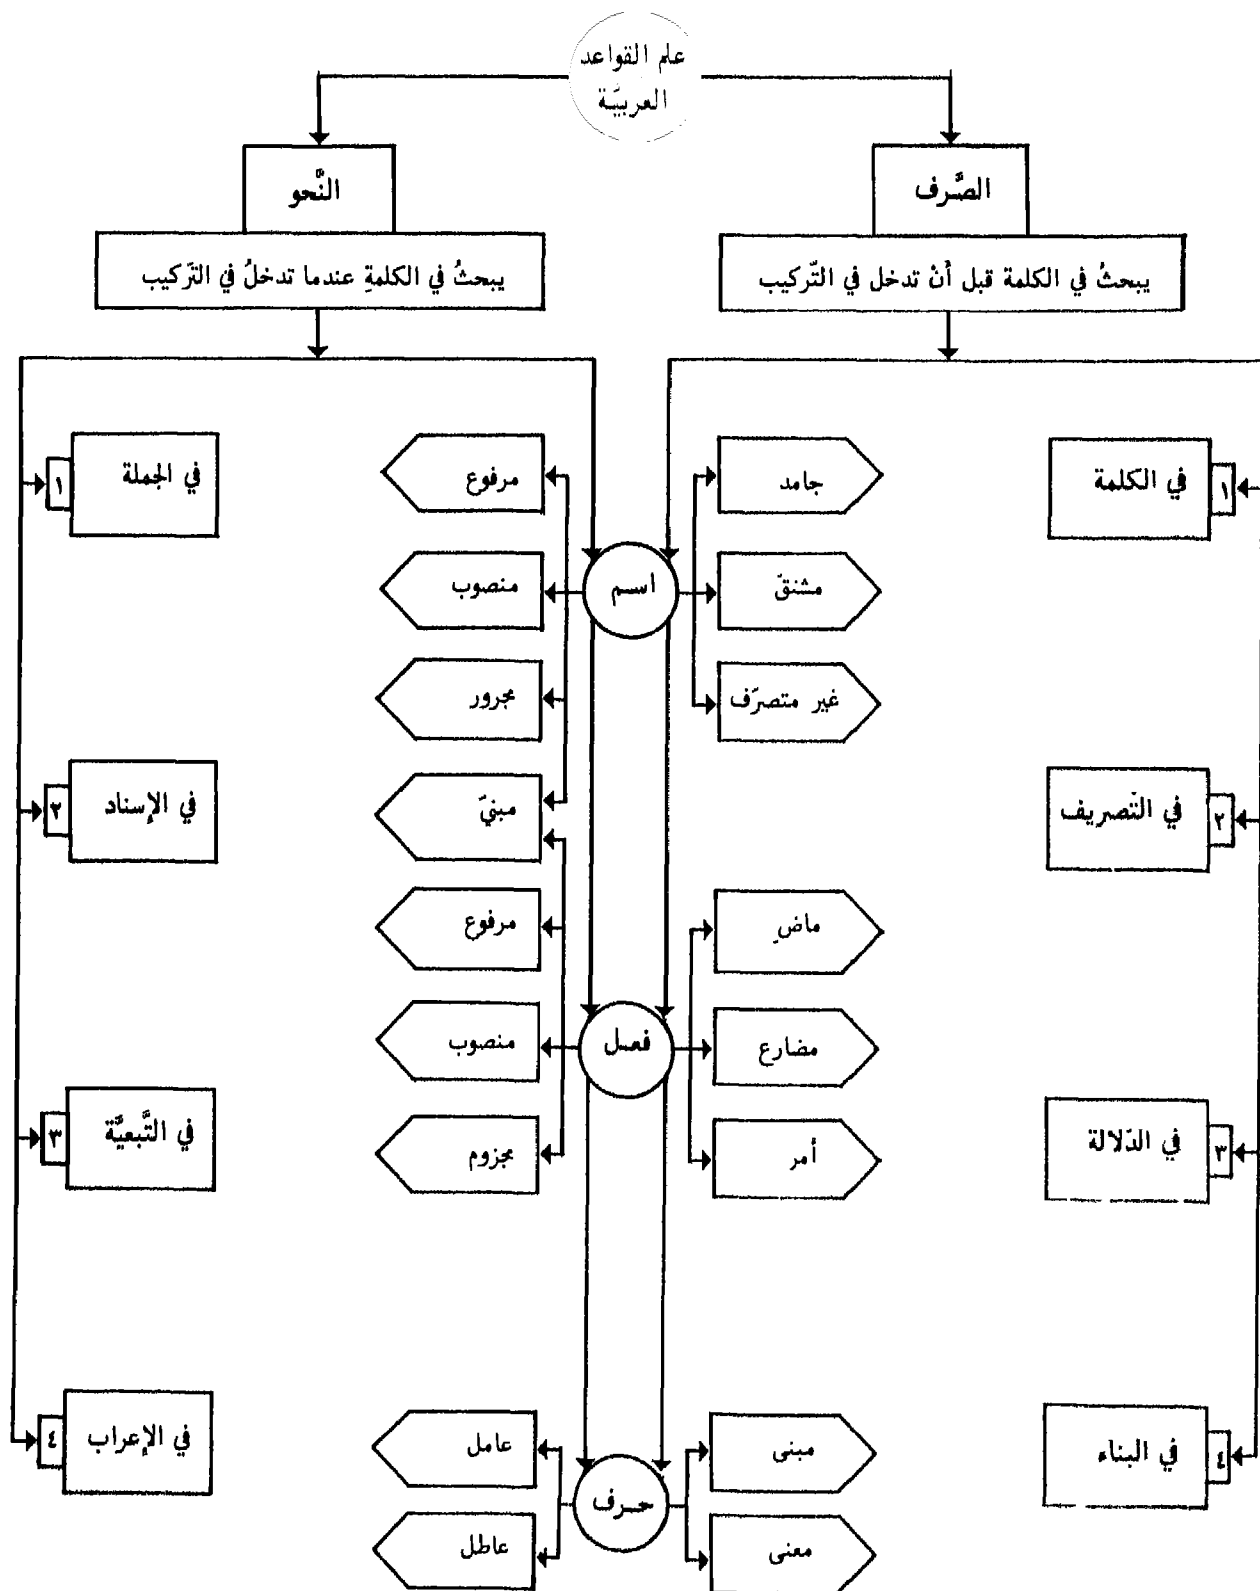 علم القواعد
العربيَّة
الصَّرف
يبحثُ في الكلمة قبل أنْ تدخل في التّركيب
النَّحو
يبحثُ في الكلمةِ عندما تدخلُ في التّركيب
١
في الكلمة
٢
في التّصريف
٣
في الدّلالة
٤
في البناء
جامد
مشتقّ
غير متصرّف
ماضٍ
مضارع
أمر
مبنى
معنى
اسم
فعل
حرف
مرفوع
منصوب
مجرور
مبنيّ
مرفوع
منصوب
مجزوم
عامل
عاطل
في الجملة
١
في الإسناد
٢
في التَّبعيَّة
٣
في الإعراب
٤